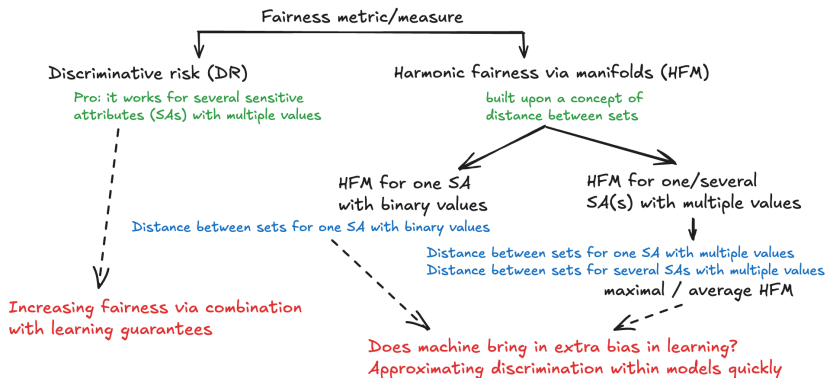 Fairness metric/measure
Discriminative risk (DR)
Pro: it works for several sensitive
attributes (SAs) with multiple values
Harmonic fairness via manifolds (HFM)
built upon a concept of
distance between sets
HFM for one SA
with binary values
Distance between sets for one SA with binary values
HFM for one/several
SA(s) with multiple values
Distance between sets for one SA with multiple values
Distance between sets for several SAs with multiple values
maximal / average HFM
Increasing fairness via combination
with learning guarantees
Does machine bring in extra bias in learning?
Approximating discrimination within models quickly